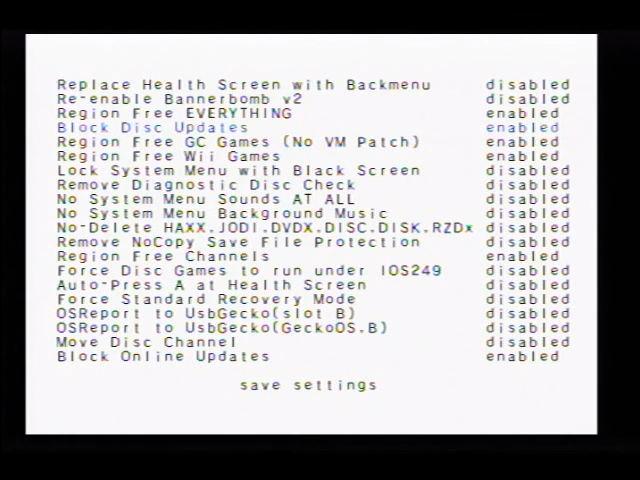 Replace Health Screen with Backmenu disabled
Re-enable Bannerbomb v2 disabled
Region Free EVERYTHING enabled
Block Disc Updates enabled
Region Free GC Games (No VM Patch) enabled
Region Free Wii Games enabled
Lock System Menu with Black Screen disabled
Remove Diagnostic Disc Check disabled
No System Menu Sounds AT ALL disabled
No System Menu Background Music disabled
No-Delete HAXX.JODI.DVDX.DISC.DISK.RZDx disabled
Remove NoCopy Save File Protection disabled
Region Free Channels enabled
Force Disc Games to run under IOS249 disabled
Auto-Press A at Health Screen disabled
Force Standard Recovery Mode disabled
OSReport to UsbGecko(slot B) disabled
OSReport to UsbGecko(GeckoOS.B) disabled
Move Disc Channel disabled
Block Online Updates enabled
save settings